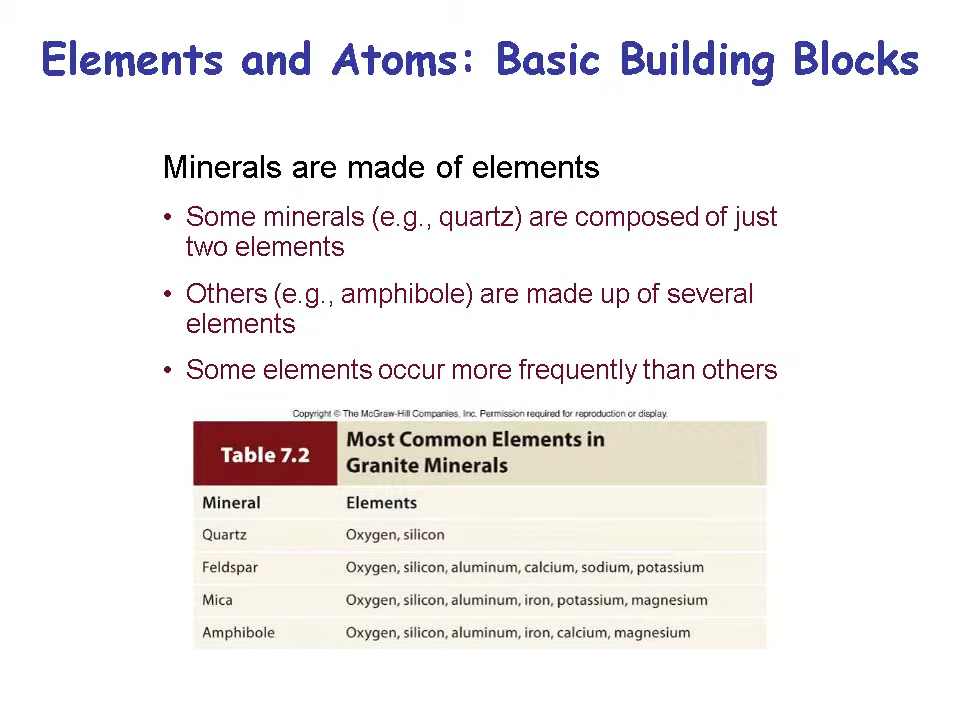 Elements and Atoms: Basic Building Blocks
Minerals are made of elements
• Some minerals (e.g., quartz) are composed of just
two elements
• Others (e.g., amphibole) are made up of several
elements
• Some elements occur more frequently than others
Copyright © The McGraw-Hill Companies, Inc. Permission required for reproduction or display.
Table 7.2 Most Common Elements in
Granite Minerals
Mineral Elements
Quartz Oxygen, silicon
Feldspar Oxygen, silicon, aluminum, calcium, sodium, potassium
Mica Oxygen, silicon, aluminum, iron, potassium, magnesium
Amphibole Oxygen, silicon, aluminum, iron, calcium, magnesium